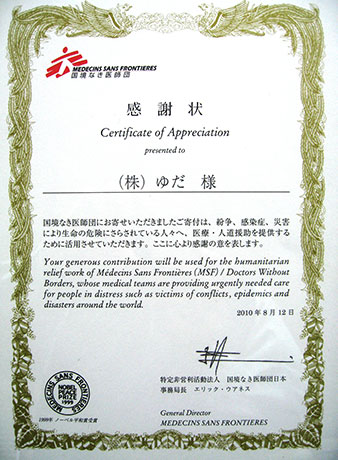 MEDECINS SANS FRONTIERES
国境なき医師団
感謝状
Certificate of Appreciation
presented to
(株) ゆだ 様
国境なき医師団にお寄せいただきましたご寄付は、紛争、感染症、災害
により生命の危険にさらされている人々へ、医療・人道援助を提供する
ために活用させていただきます。ここに心より感謝の意を表します。
Your generous contribution will be used for the humanitarian
relief work of Médecins Sans Frontières (MSF) / Doctors Without
Borders, whose medical teams are providing urgently needed care
for people in distress such as victims of conflicts, epidemics and
disasters around the world.
2010年8月12日
特定非営利活動法人 国境なき医師団日本
事務局長 エリック・ウアネス
General Director
MEDECINS SANS FRONTIERES
MEDECINS SANS FRONTIERES
NOBEL
PEACE
PRIZE
1999
1999年 ノーベル平和賞受賞